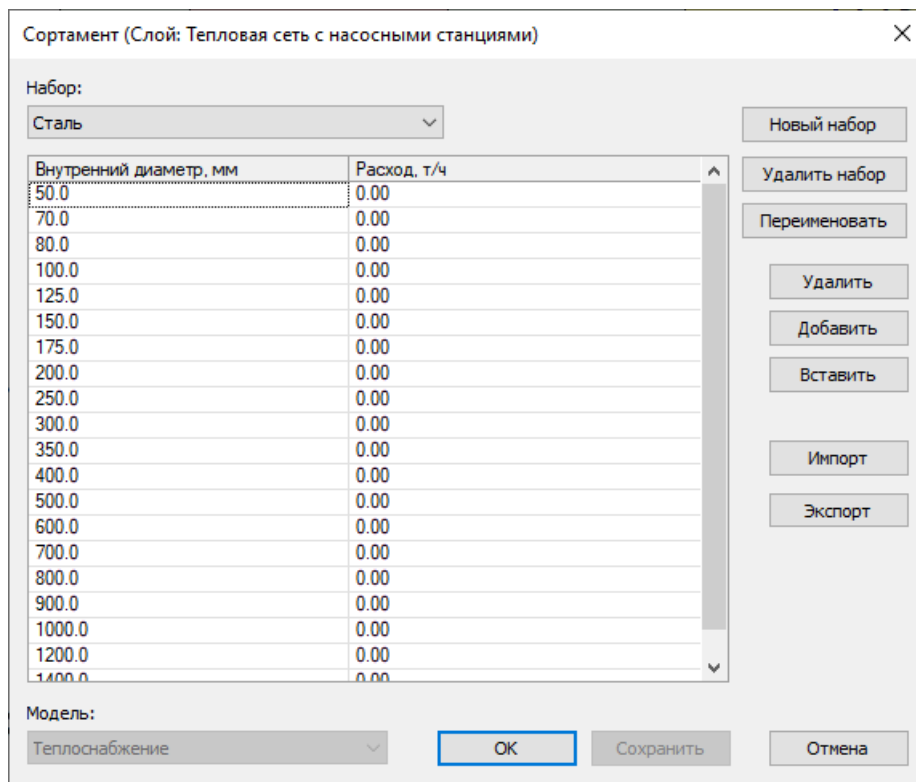 Сортамент (Слой: Тепловая сеть с насосными станциями)
Набор:
Сталь
Новый набор
Внутренний диаметр, мм Расход, т/ч
Удалить набор
50.0 0.00
70.0 0.00
Переименовать
80.0 0.00
100.0 0.00
Удалить
125.0 0.00
150.0 0.00
Добавить
175.0 0.00
200.0 0.00
Вставить
250.0 0.00
300.0 0.00
350.0 0.00
Импорт
400.0 0.00
500.0 0.00
Экспорт
600.0 0.00
700.0 0.00
800.0 0.00
900.0 0.00
1000.0 0.00
1200.0 0.00
1400.0 0.00
Модель:
Теплоснабжение
OK
Сохранить
Отмена